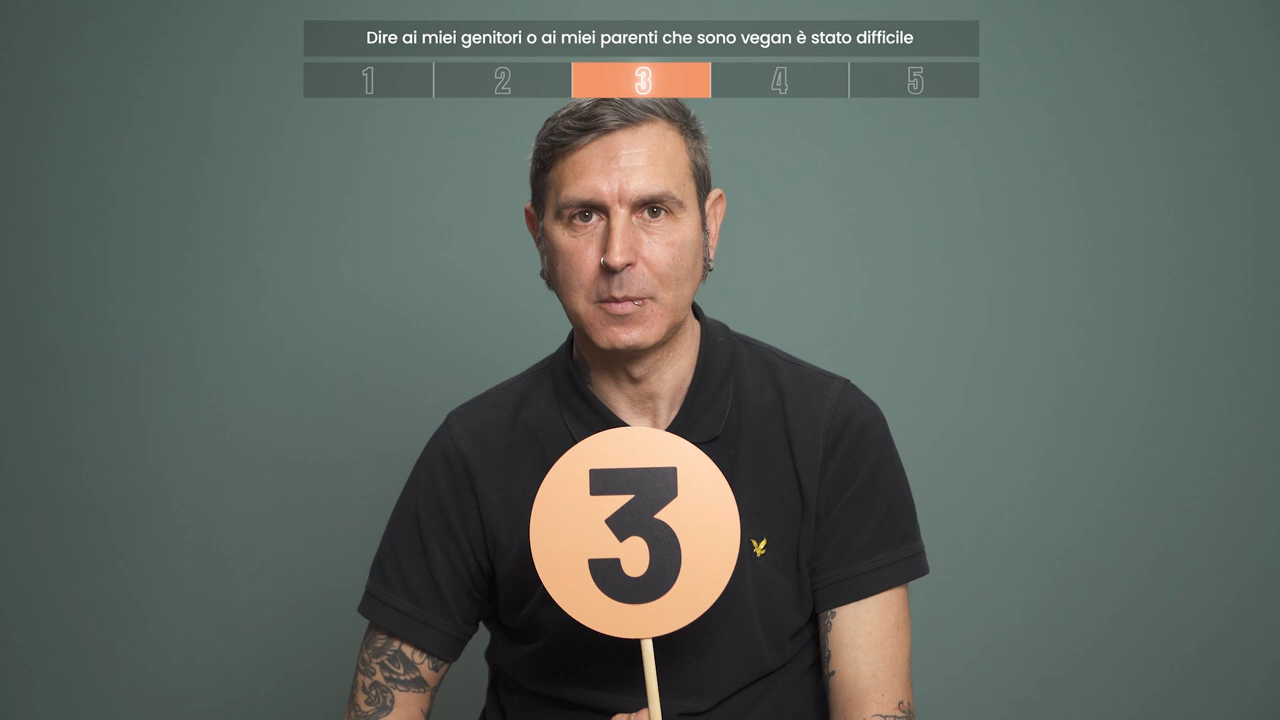 Dire ai miei genitori o ai miei parenti che sono vegan è stato difficile
1 2 3 4 5
3